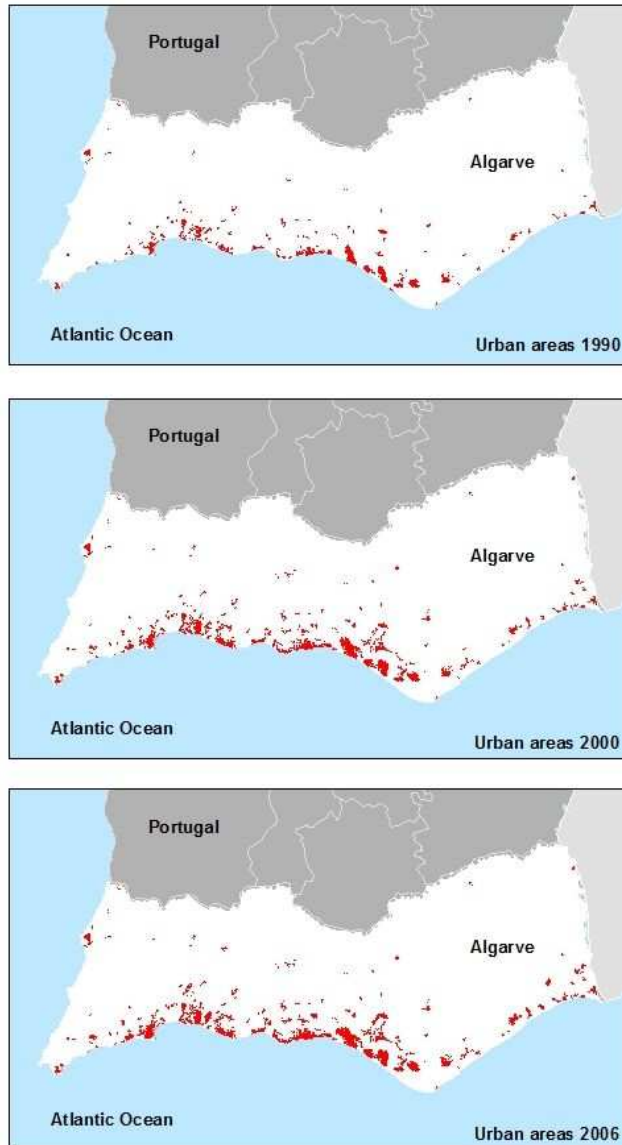 Portugal
Algarve
Atlantic Ocean
Urban areas 1990
Portugal
Algarve
Atlantic Ocean
Urban areas 2000
Portugal
Algarve
Atlantic Ocean
Urban areas 2006